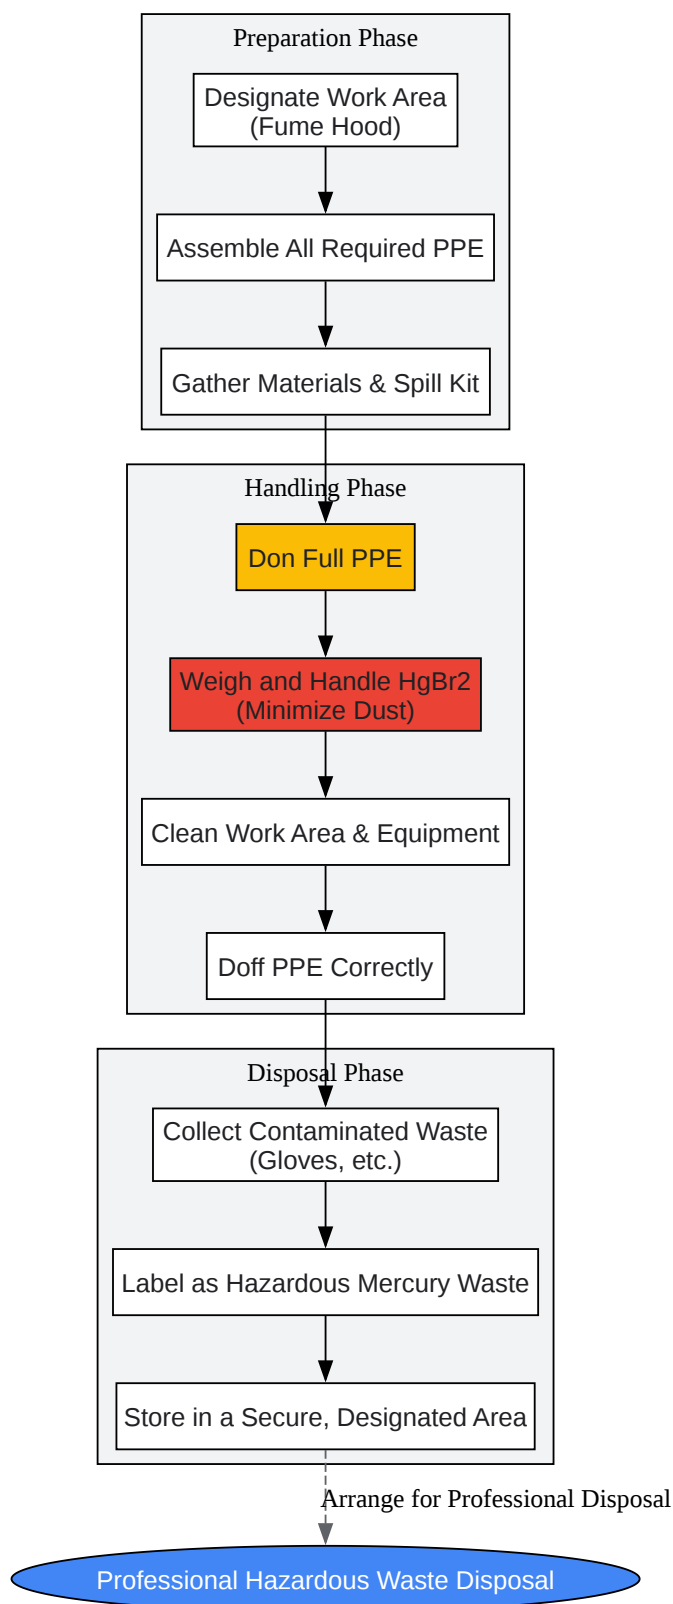 Preparation Phase
Designate Work Area
(Fume Hood)
Assemble All Required PPE
Gather Materials & Spill Kit
Handling Phase
Don Full PPE
Weigh and Handle HgBr2
(Minimize Dust)
Clean Work Area & Equipment
Doff PPE Correctly
Disposal Phase
Collect Contaminated Waste
(Gloves, etc.)
Label as Hazardous Mercury Waste
Store in a Secure, Designated Area
Arrange for Professional Disposal
Professional Hazardous Waste Disposal